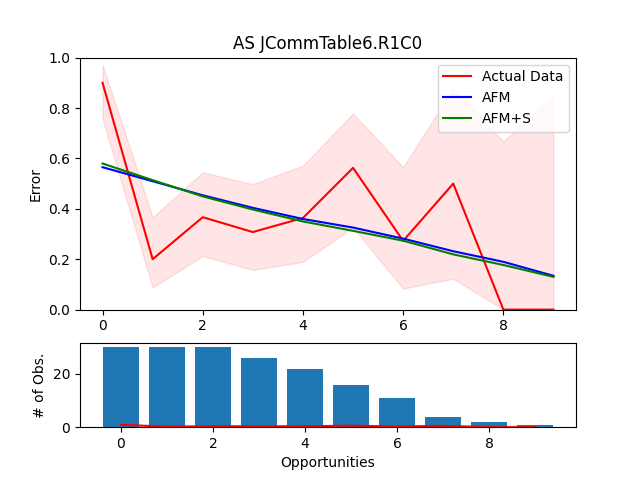 AS JCommTable6.R1C0
Error
1.0
0.8
0.6
0.4
0.2
0.0
Actual Data
AFM
AFM+S
0 2 4 6 8
# of Obs.
20
0
0 2 4 6 8
Opportunities